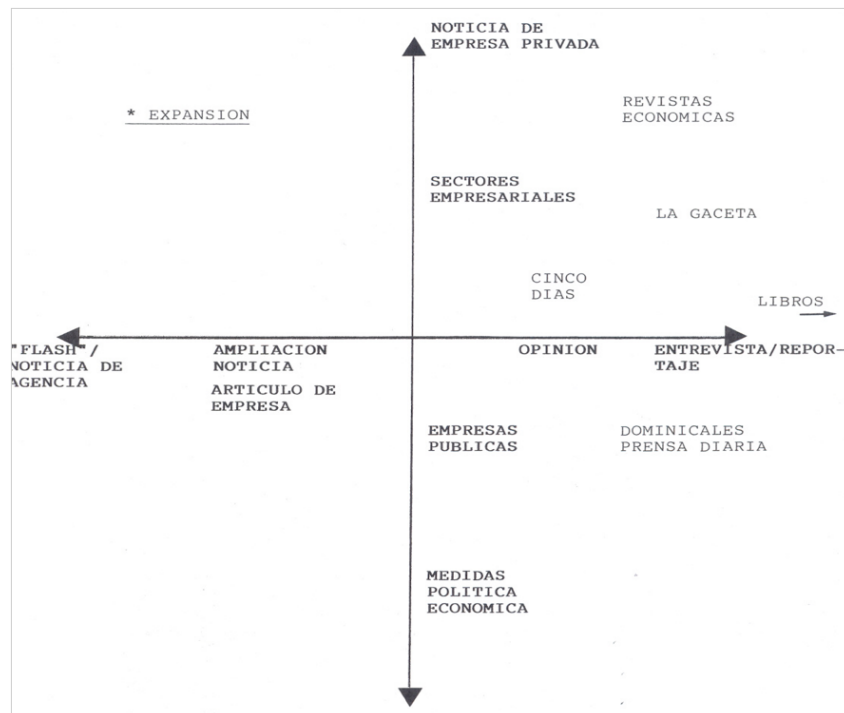 NOTICIA DE
EMPRESA PRIVADA
* EXPANSION
REVISTAS
ECONOMICAS
SECTORES
EMPRESARIALES
LA GACETA
CINCO
DIAS
LIBROS
"FLASH"/
NOTICIA DE
AGENCIA
AMPLIACION
NOTICIA
ARTICULO DE
EMPRESA
OPINION
ENTREVISTA/REPOR-
TAJE
EMPRESAS
PUBLICAS
DOMINICALES
PRENSA DIARIA
MEDIDAS
POLITICA
ECONOMICA